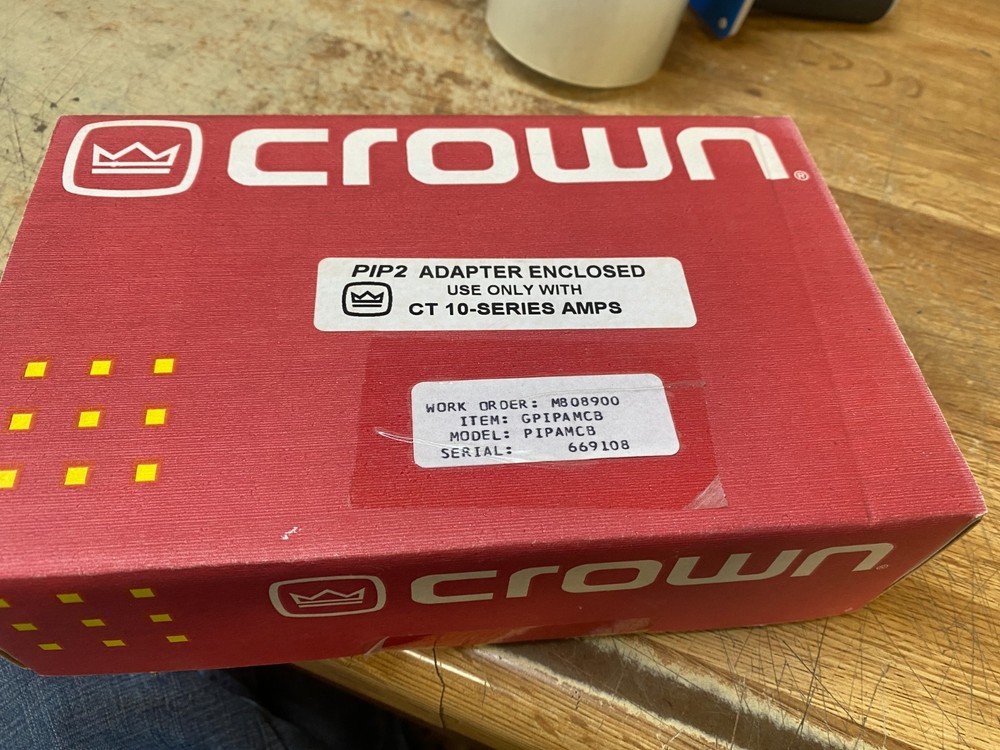 crown®
PIP2 ADAPTER ENCLOSED
USE ONLY WITH
CT 10-SERIES AMPS
WORK ORDER: MB08900
ITEM: GPIPAMCB
MODEL: PIPAMCB
SERIAL: 669108
crown®